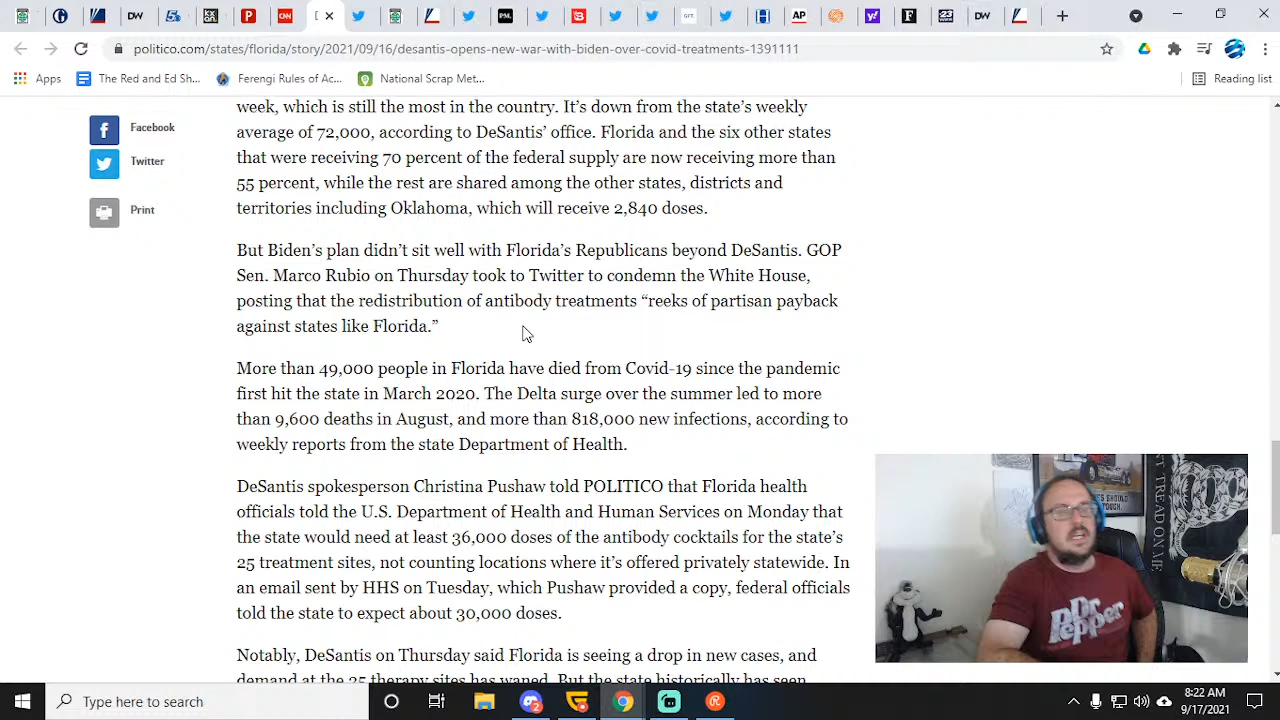 politico.com/states/florida/story/2021/09/16/desantis-opens-new-war-with-biden-over-covid-treatments-1391111
Apps The Red and Ed Sh... Ferengi Rules of Ac... National Scrap Met... Reading list
Facebook
Twitter
Print
week, which is still the most in the country. It’s down from the state’s weekly
average of 72,000, according to DeSantis’ office. Florida and the six other states
that were receiving 70 percent of the federal supply are now receiving more than
55 percent, while the rest are shared among the other states, districts and
territories including Oklahoma, which will receive 2,840 doses.
But Biden’s plan didn’t sit well with Florida’s Republicans beyond DeSantis. GOP
Sen. Marco Rubio on Thursday took to Twitter to condemn the White House,
posting that the redistribution of antibody treatments “reeks of partisan payback
against states like Florida.”
More than 49,000 people in Florida have died from Covid-19 since the pandemic
first hit the state in March 2020. The Delta surge over the summer led to more
than 9,600 deaths in August, and more than 818,000 new infections, according to
weekly reports from the state Department of Health.
DeSantis spokesperson Christina Pushaw told POLITICO that Florida health
officials told the U.S. Department of Health and Human Services on Monday that
the state would need at least 36,000 doses of the antibody cocktails for the state’s
25 treatment sites, not counting locations where it’s offered privately statewide. In
an email sent by HHS on Tuesday, which Pushaw provided a copy, federal officials
told the state to expect about 30,000 doses.
Notably, DeSantis on Thursday said Florida is seeing a drop in new cases, and
demand at the 25 therapy sites has waned. But the state historically has seen
T TREAD ON ME
Dr Pepper
Type here to search
8:22 AM
9/17/2021